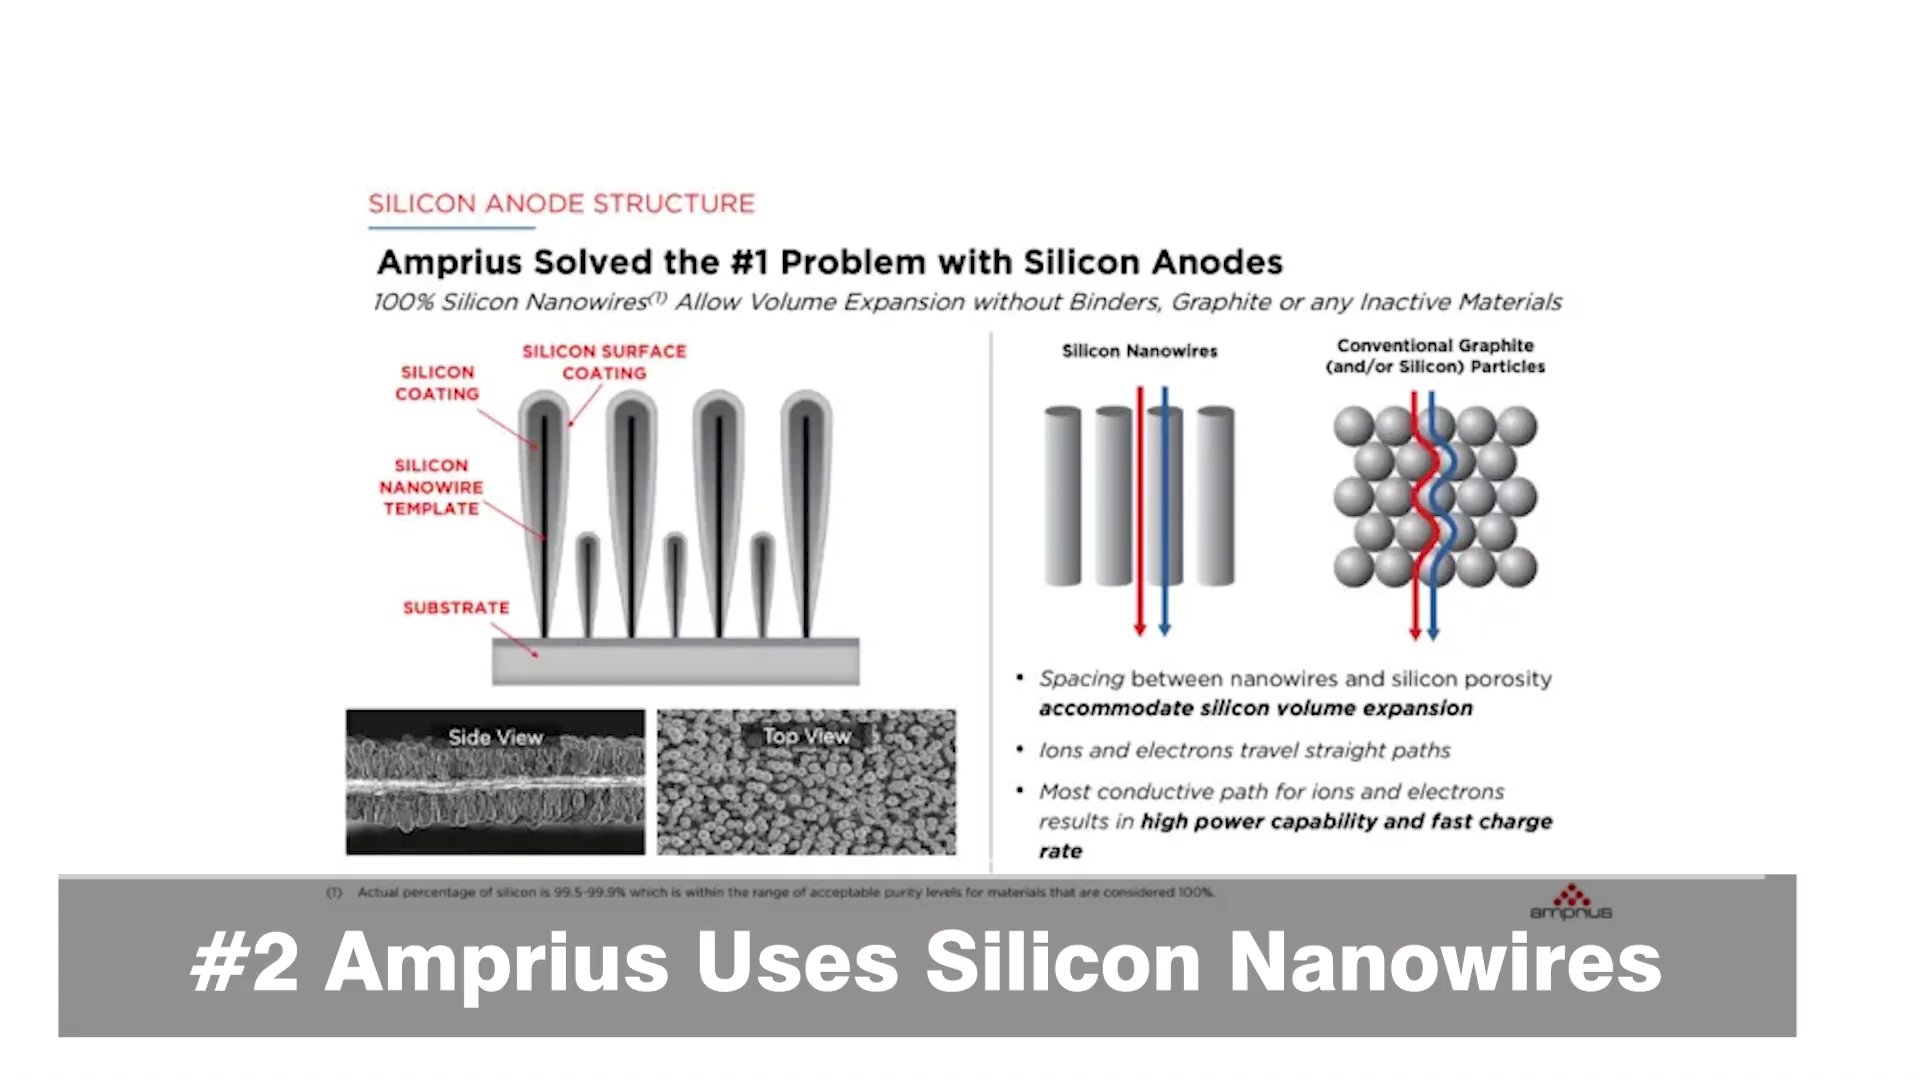 SILICON ANODE STRUCTURE
Amprius Solved the #1 Problem with Silicon Anodes
100% Silicon Nanowires(1) Allow Volume Expansion without Binders, Graphite or any Inactive Materials
SILICON SURFACE
COATING
SILICON
COATING
SILICON
NANOWIRE
TEMPLATE
SUBSTRATE
Side View
Top View
Silicon Nanowires
Conventional Graphite
(and/or Silicon) Particles
• Spacing between nanowires and silicon porosity
accommodate silicon volume expansion
• Ions and electrons travel straight paths
• Most conductive path for ions and electrons
results in high power capability and fast charge
rate
(1) Actual percentage of silicon is 99.5-99.9% which is within the range of acceptable purity levels for materials that are considered 100%.
amprius
#2 Amprius Uses Silicon Nanowires